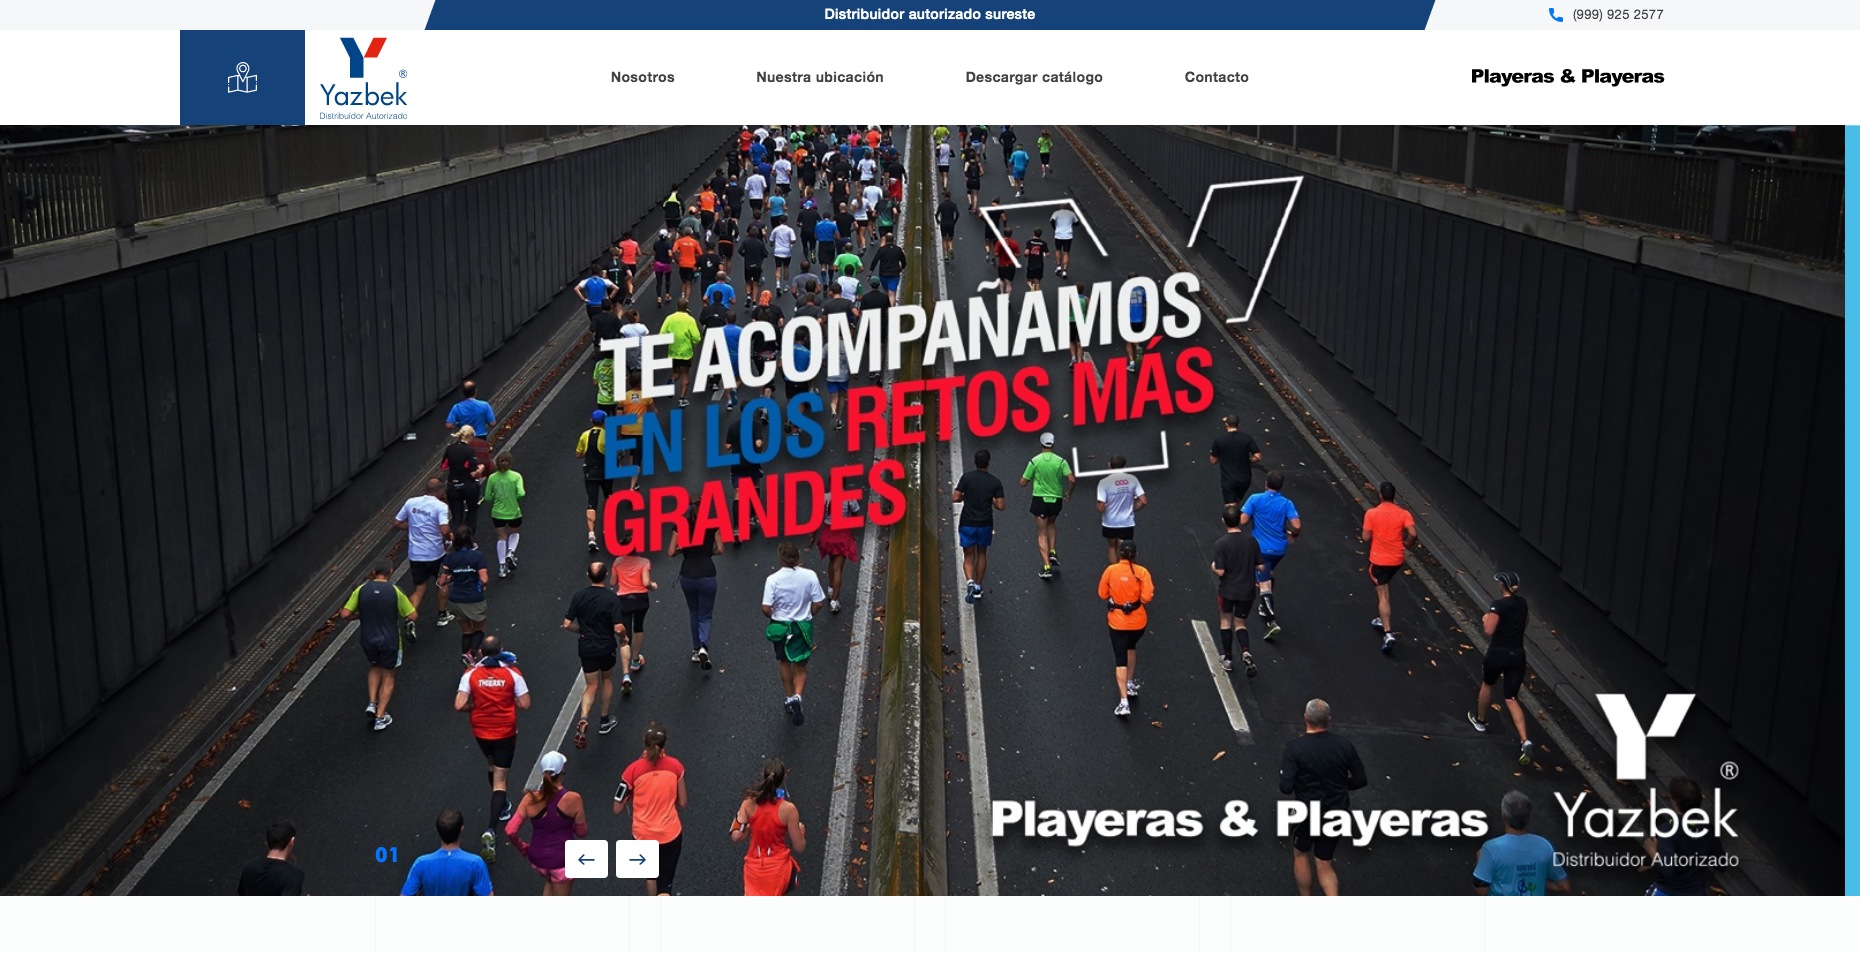 Distribuidor autorizado sureste
(999) 925 2577
Y
®
Yazbek
Distribuidor Autorizado
Nosotros
Nuestra ubicación
Descargar catálogo
Contacto
Playeras & Playeras
TE ACOMPAÑAMOS
EN LOS RETOS MÁS
GRANDES
THIERRY
01
Playeras & Playeras
Y
®
Yazbek
Distribuidor Autorizado